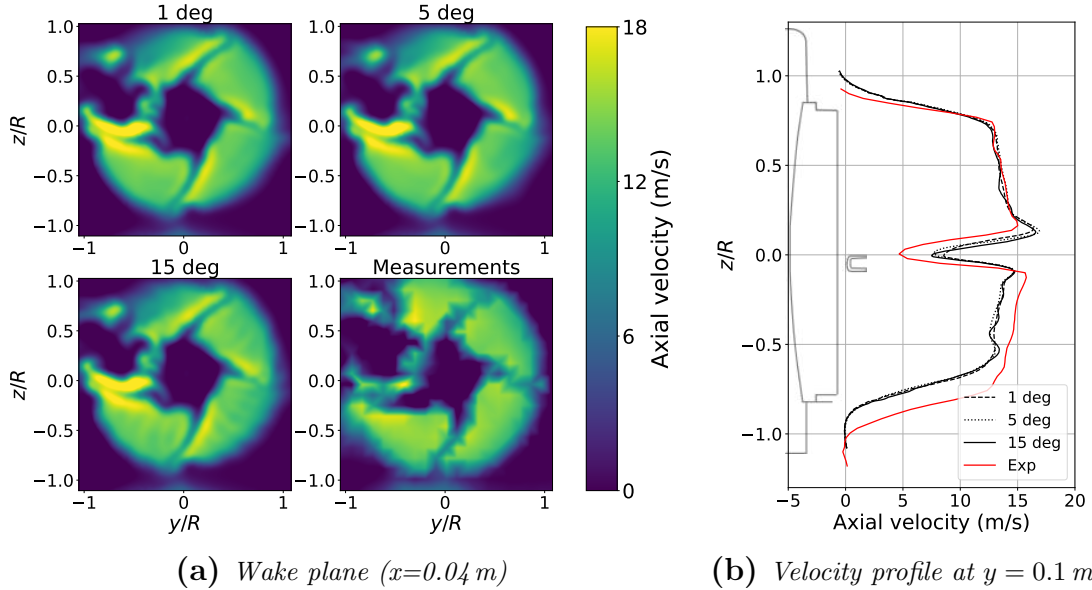 1 deg
5 deg
1.0
0.5
0.0
−0.5
−1.0
z/R
−1
0
1
−1
0
1
15 deg
Measurements
1.0
0.5
0.0
−0.5
−1.0
z/R
−1
0
1
y/R
−1
0
1
y/R
18
12
6
0
Axial velocity (m/s)
1.0
0.5
0.0
−0.5
−1.0
z/R
1 deg
5 deg
15 deg
Exp
−5
0
5
10
15
20
Axial velocity (m/s)
(a) Wake plane (x=0.04 m)
(b) Velocity profile at y = 0.1 m